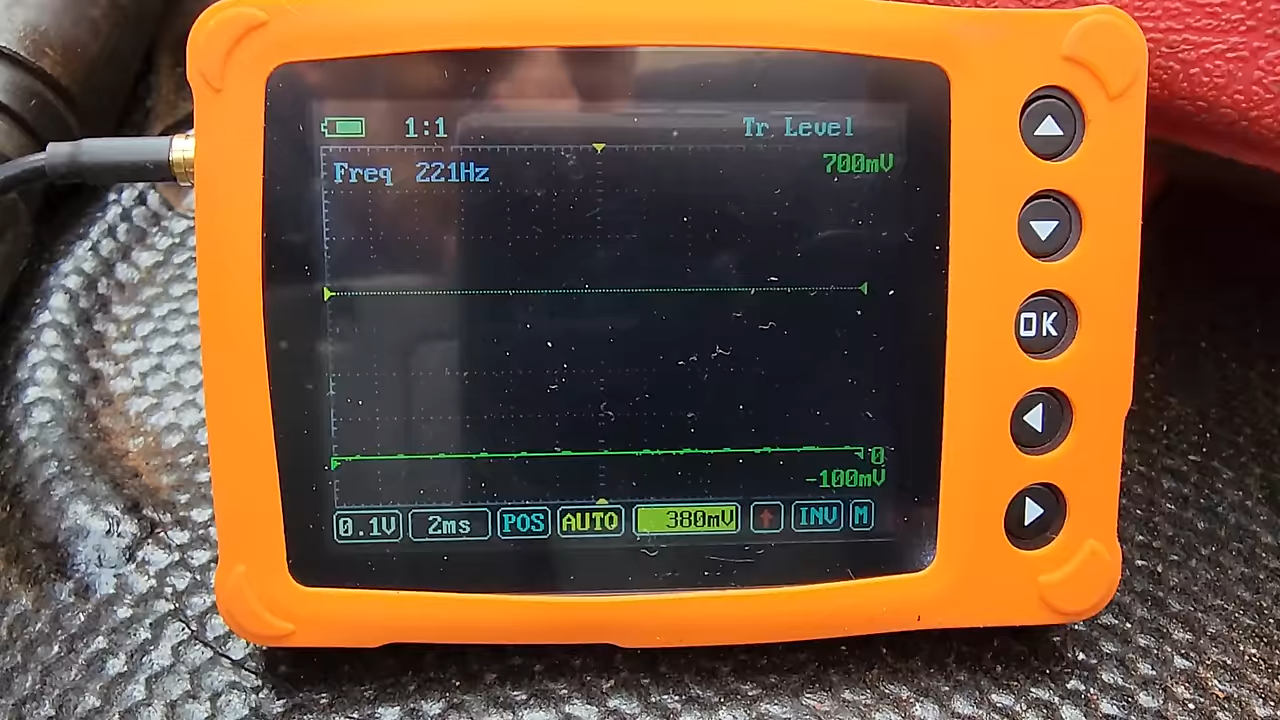 1:1 Tr Level
Freq 221Hz 700mV
OK
0
-100mV
0.1V 2ms POS AUTO 380mV INV M